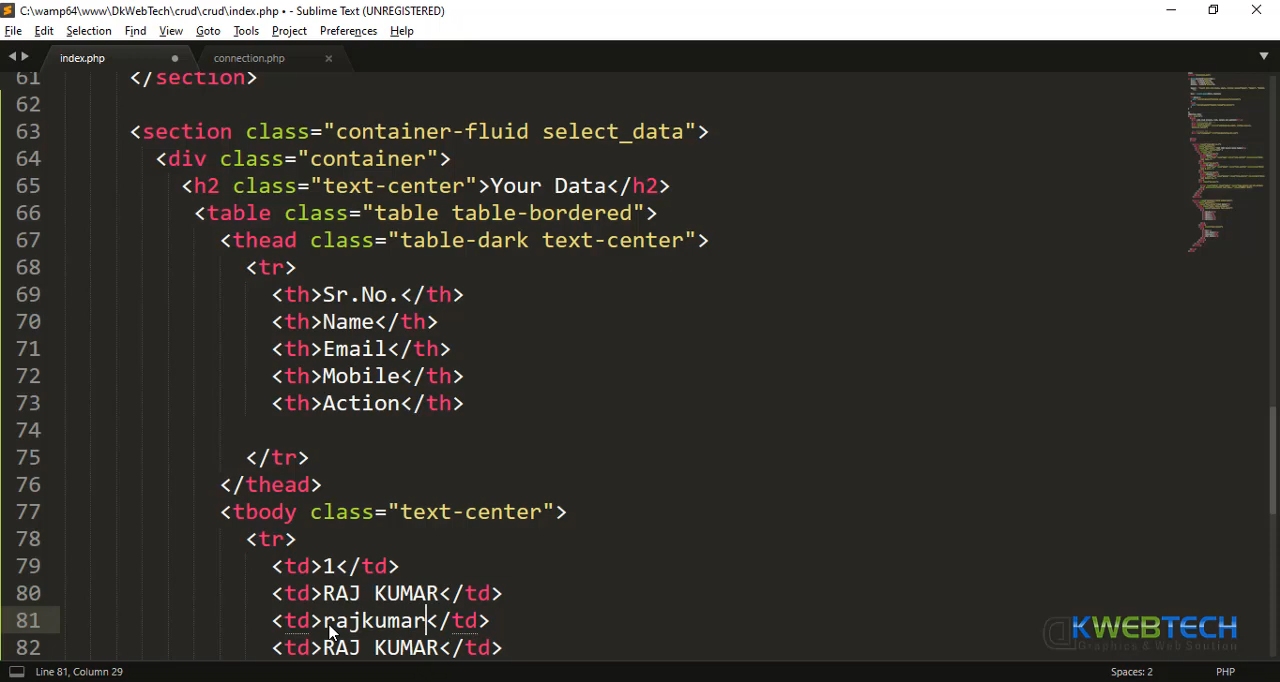 C:\wamp64\www\DkWebTech\crud\crud\index.php • - Sublime Text (UNREGISTERED)
File Edit Selection Find View Goto Tools Project Preferences Help
index.php connection.php
61 </section>
62
63 <section class="container-fluid select_data">
64 <div class="container">
65 <h2 class="text-center">Your Data</h2>
66 <table class="table table-bordered">
67 <thead class="table-dark text-center">
68 <tr>
69 <th>Sr.No.</th>
70 <th>Name</th>
71 <th>Email</th>
72 <th>Mobile</th>
73 <th>Action</th>
74
75 </tr>
76 </thead>
77 <tbody class="text-center">
78 <tr>
79 <td>1</td>
80 <td>RAJ KUMAR</td>
81 <td>rajkumar</td>
82 <td>RAJ KUMAR</td>
DKWEBTECH
Graphics & Web Solution
Line 81, Column 29 Spaces: 2 PHP